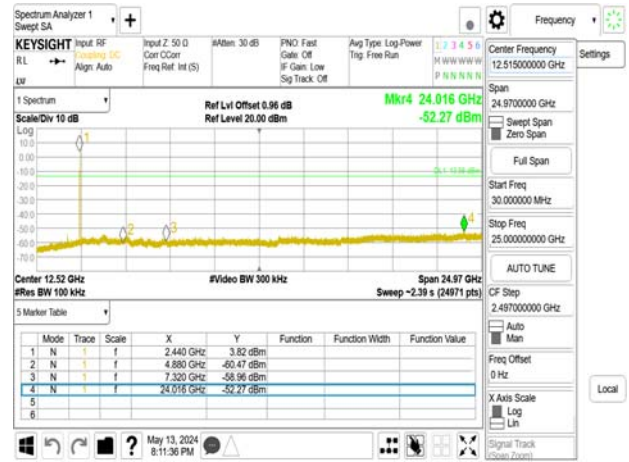 Spectrum Analyzer 1
Swept SA
Frequency
KEYSIGHT
Input: RF
Coupling: DC
Align: Auto
Input Z: 50 Ω
Corr CCorr
Freq Ref: Int (S)
#Atten: 30 dB
PNO: Fast
Gate: Off
IF Gain: Low
Sig Track: Off
Avg Type: Log-Power
Trig: Free Run
1 2 3 4 5 6
M W W W W W
P N N N N N
RL
Center Frequency
12.515000000 GHz
Settings
Span
24.9700000 GHz
Swept Span
Zero Span
Full Span
Start Freq
30.000000 MHz
Stop Freq
25.000000000 GHz
AUTO TUNE
CF Step
2.497000000 GHz
Auto
Man
Freq Offset
0 Hz
X Axis Scale
Log
Lin
Signal Track
(Span Zoom)
Local
1 Spectrum
Scale/Div 10 dB
Ref Lvl Offset 0.96 dB
Ref Level 20.00 dBm
Mkr4 24.016 GHz
-52.27 dBm
Log
10.0
0.00
-10.0
-20.0
-30.0
-40.0
-50.0
-60.0
-70.0
1
2
3
4
Center 12.52 GHz
#Res BW 100 kHz
#Video BW 300 kHz
Span 24.97 GHz
Sweep ~2.39 s (24971 pts)
5 Marker Table
Mode Trace Scale X Y Function Function Width Function Value
1 N 1 f 2.440 GHz 3.82 dBm
2 N 1 f 4.880 GHz -60.47 dBm
3 N 1 f 7.320 GHz -58.96 dBm
4 N 1 f 24.016 GHz -52.27 dBm
5
6
May 13, 2024
8:11:36 PM